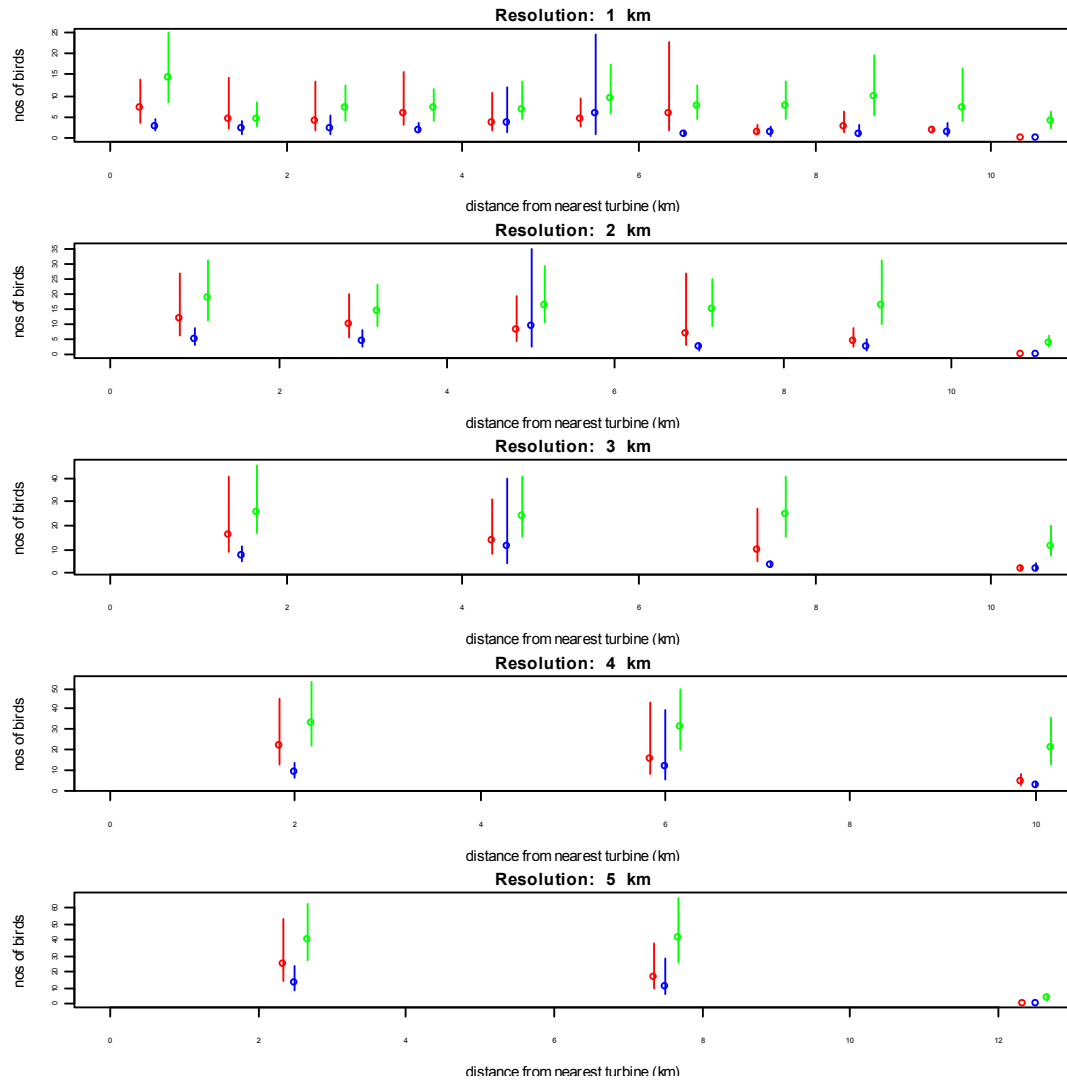 Resolution: 1 km
nos of birds
0 5 10 15 20 25
0 2 4 6 8 10
distance from nearest turbine (km)
Resolution: 2 km
nos of birds
0 5 10 15 20 25 30 35
0 2 4 6 8 10
distance from nearest turbine (km)
Resolution: 3 km
nos of birds
0 10 20 30 40
0 2 4 6 8 10
distance from nearest turbine (km)
Resolution: 4 km
nos of birds
0 10 20 30 40 50
0 2 4 6 8 10
distance from nearest turbine (km)
Resolution: 5 km
nos of birds
0 10 20 30 40 50 60
0 2 4 6 8 10 12
distance from nearest turbine (km)